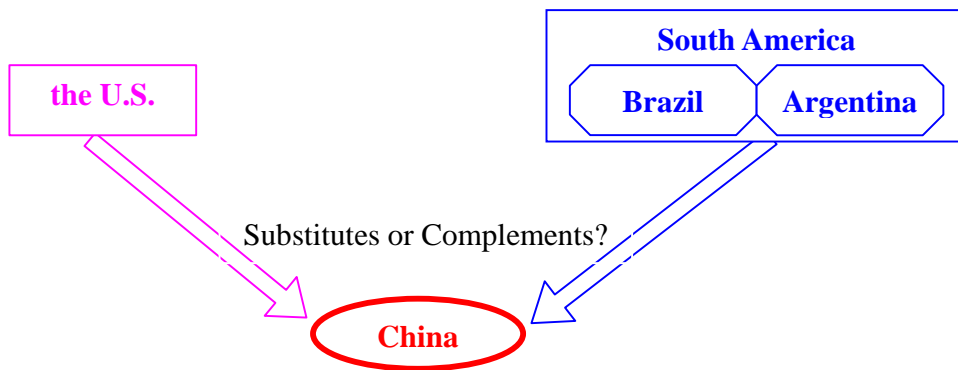 South America
the U.S.
Brazil
Argentina
Substitutes or Complements?
China